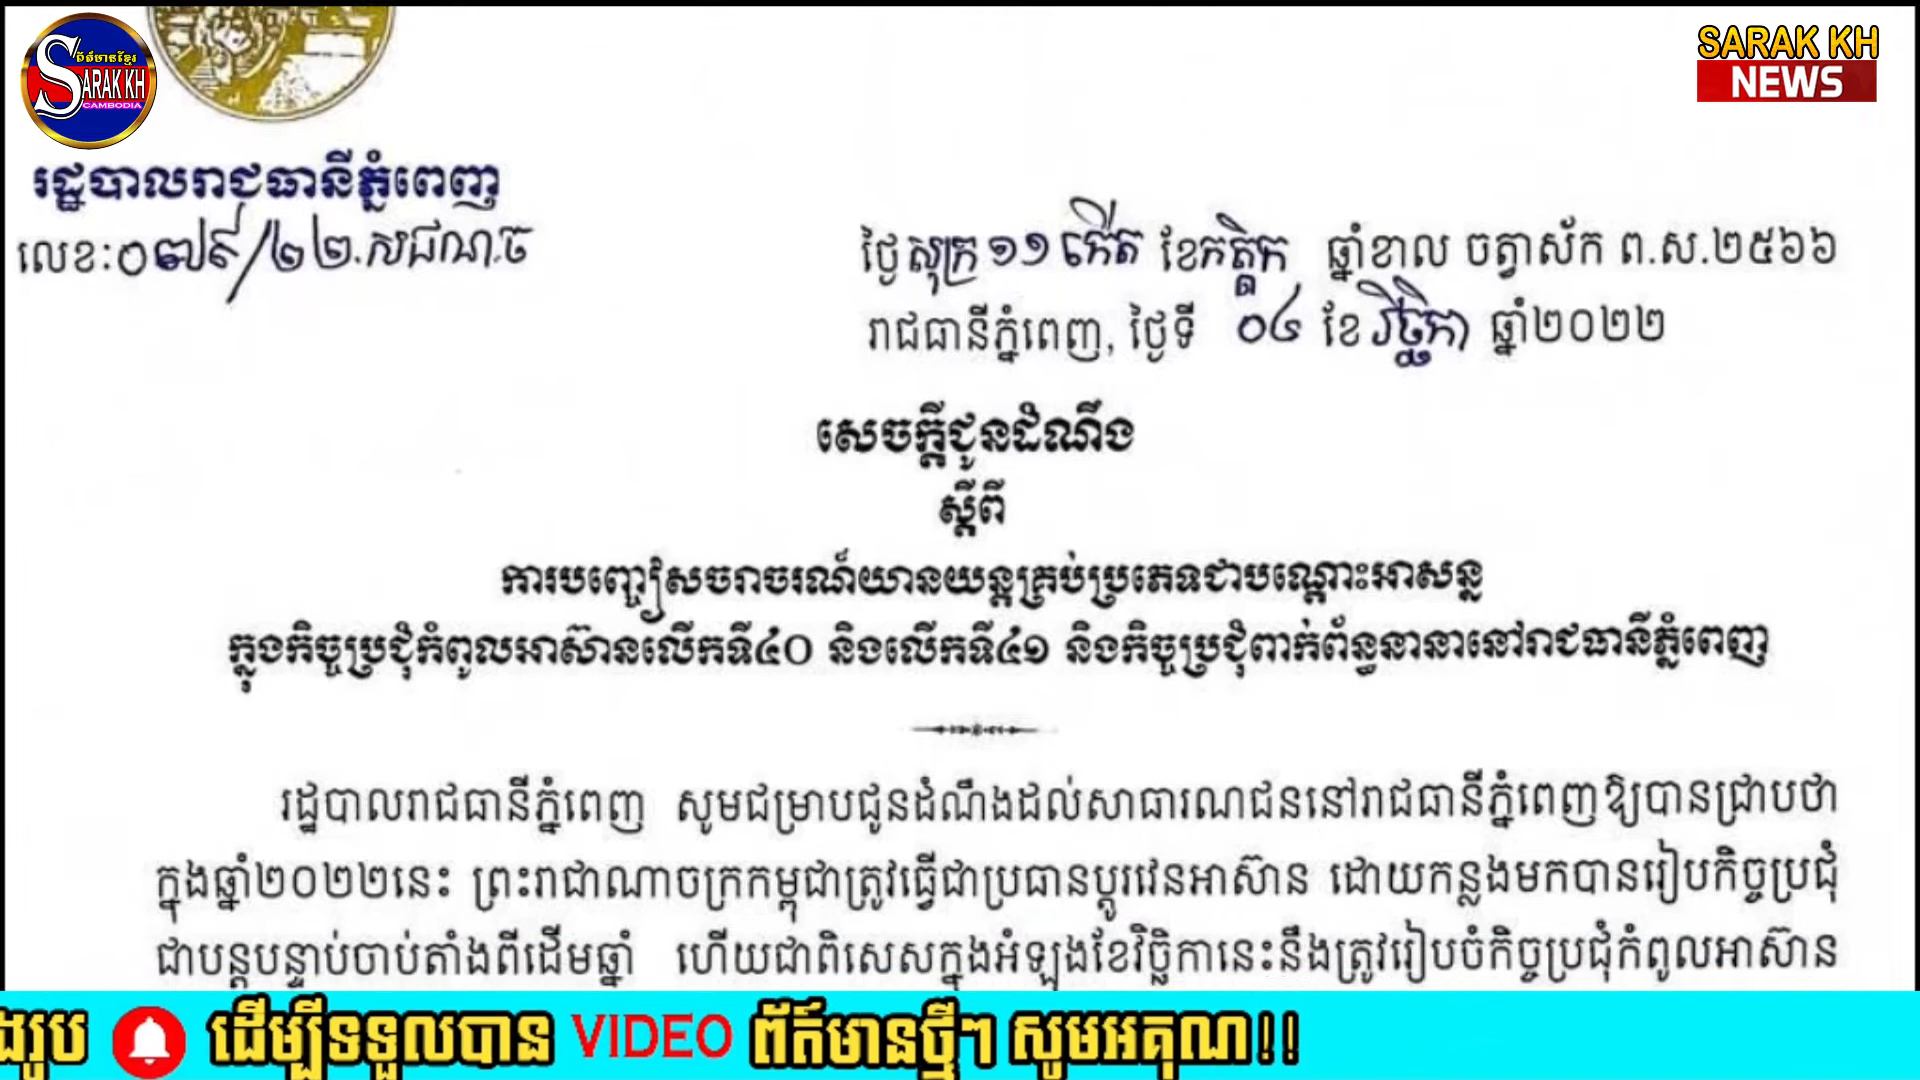 ព័ត៌មានខ្មែរ
SARAK KH
CAMBODIA
SARAK KH
NEWS
រដ្ឋបាលរាជធានីភ្នំពេញ
លេខៈ០៧៩/២២.សជណ.ច
ថ្ងៃសុក្រ ១១កើត ខែកត្តិក ឆ្នាំខាល ចត្វាស័ក ព.ស.២៥៦៦
រាជធានីភ្នំពេញ, ថ្ងៃទី ០៤ ខែ វិច្ឆិកា ឆ្នាំ២០២២
សេចក្តីជូនដំណឹង
ស្តីពី
ការបញ្ចៀសចរាចរណ៍យានយន្តគ្រប់ប្រភេទជាបណ្តោះអាសន្ន
ក្នុងកិច្ចប្រជុំកំពូលអាស៊ានលើកទី៤០ និងលើកទី៤១ និងកិច្ចប្រជុំពាក់ព័ន្ធនានានៅរាជធានីភ្នំពេញ
រដ្ឋបាលរាជធានីភ្នំពេញ សូមជម្រាបជូនដំណឹងដល់សាធារណជននៅរាជធានីភ្នំពេញឱ្យបានជ្រាបថា
ក្នុងឆ្នាំ២០២២នេះ ព្រះរាជាណាចក្រកម្ពុជាត្រូវធ្វើជាប្រធានប្តូរវេនអាស៊ាន ដោយកន្លងមកបានរៀបកិច្ចប្រជុំ
ជាបន្តបន្ទាប់ចាប់តាំងពីដើមឆ្នាំ ហើយជាពិសេសក្នុងអំឡុងខែវិច្ឆិកានេះនឹងត្រូវរៀបចំកិច្ចប្រជុំកំពូលអាស៊ាន
ងរូប ដើម្បីទទួលបាន VIDEO ព័ត៌មានថ្មីៗ សូមអគុណ!!